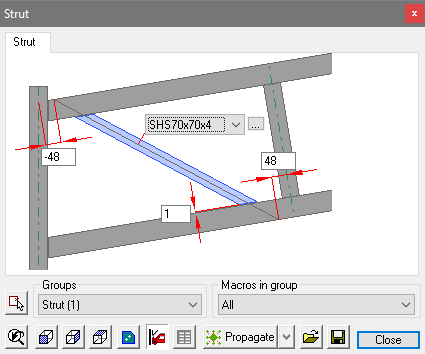 Strut
Strut
SHS70x70x4
...
-48
48
1
Groups
Macros in group
Strut (1)
All
Propagate
Close